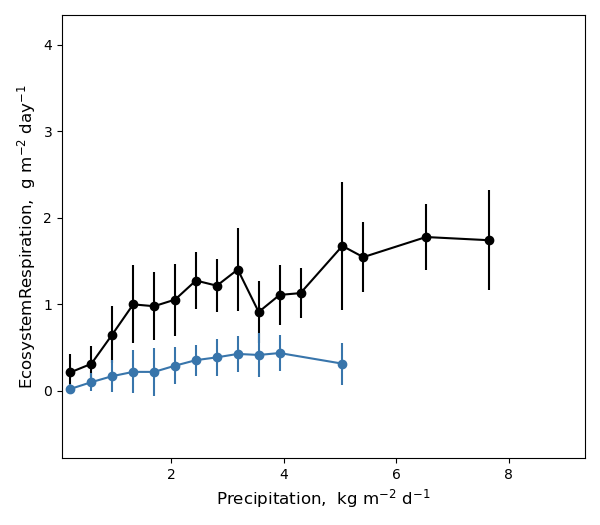 4
3
2
1
0
EcosystemRespiration, g m⁻² day⁻¹
2 4 6 8
Precipitation, kg m⁻² d⁻¹